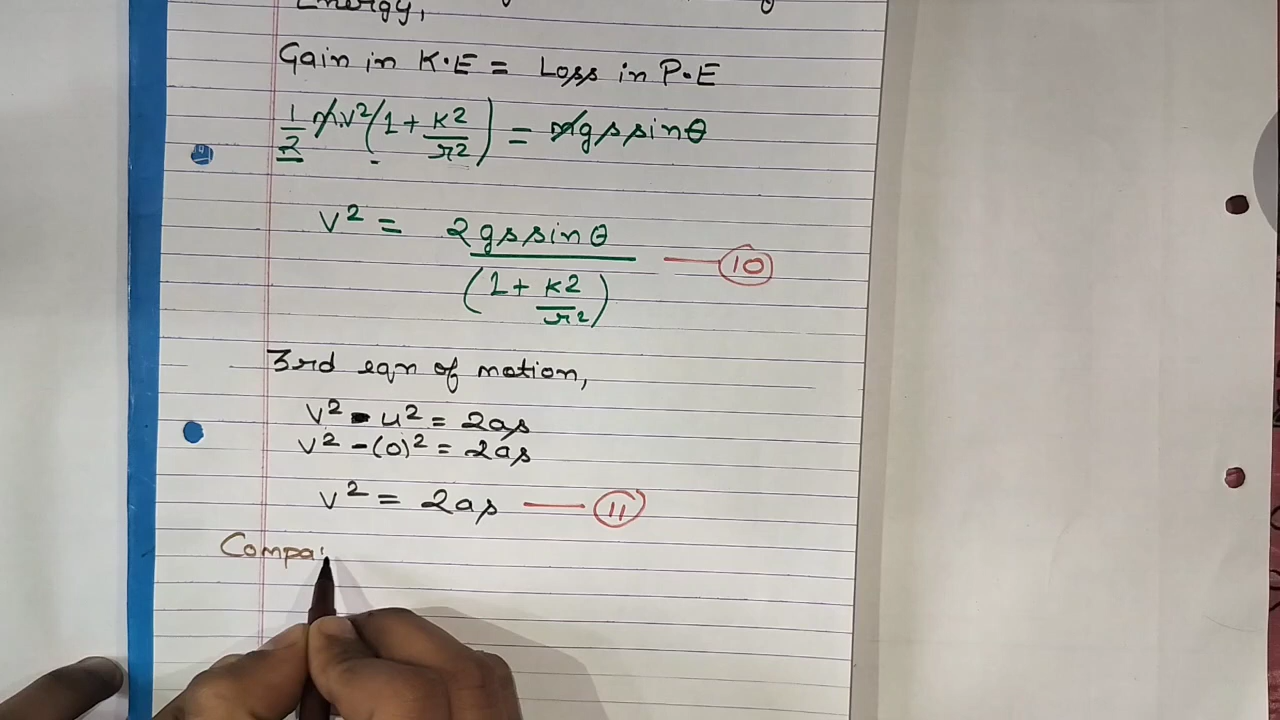 Energy,
Gain in K.E = Loss in P.E
1/2 mv²(1 + K²/r²) = mgs sinθ
v² = 2gs sinθ / (1 + K²/r²) — 10
3rd eqn of motion,
v² - u² = 2as
v² - (0)² = 2as
v² = 2as — 11
Compa